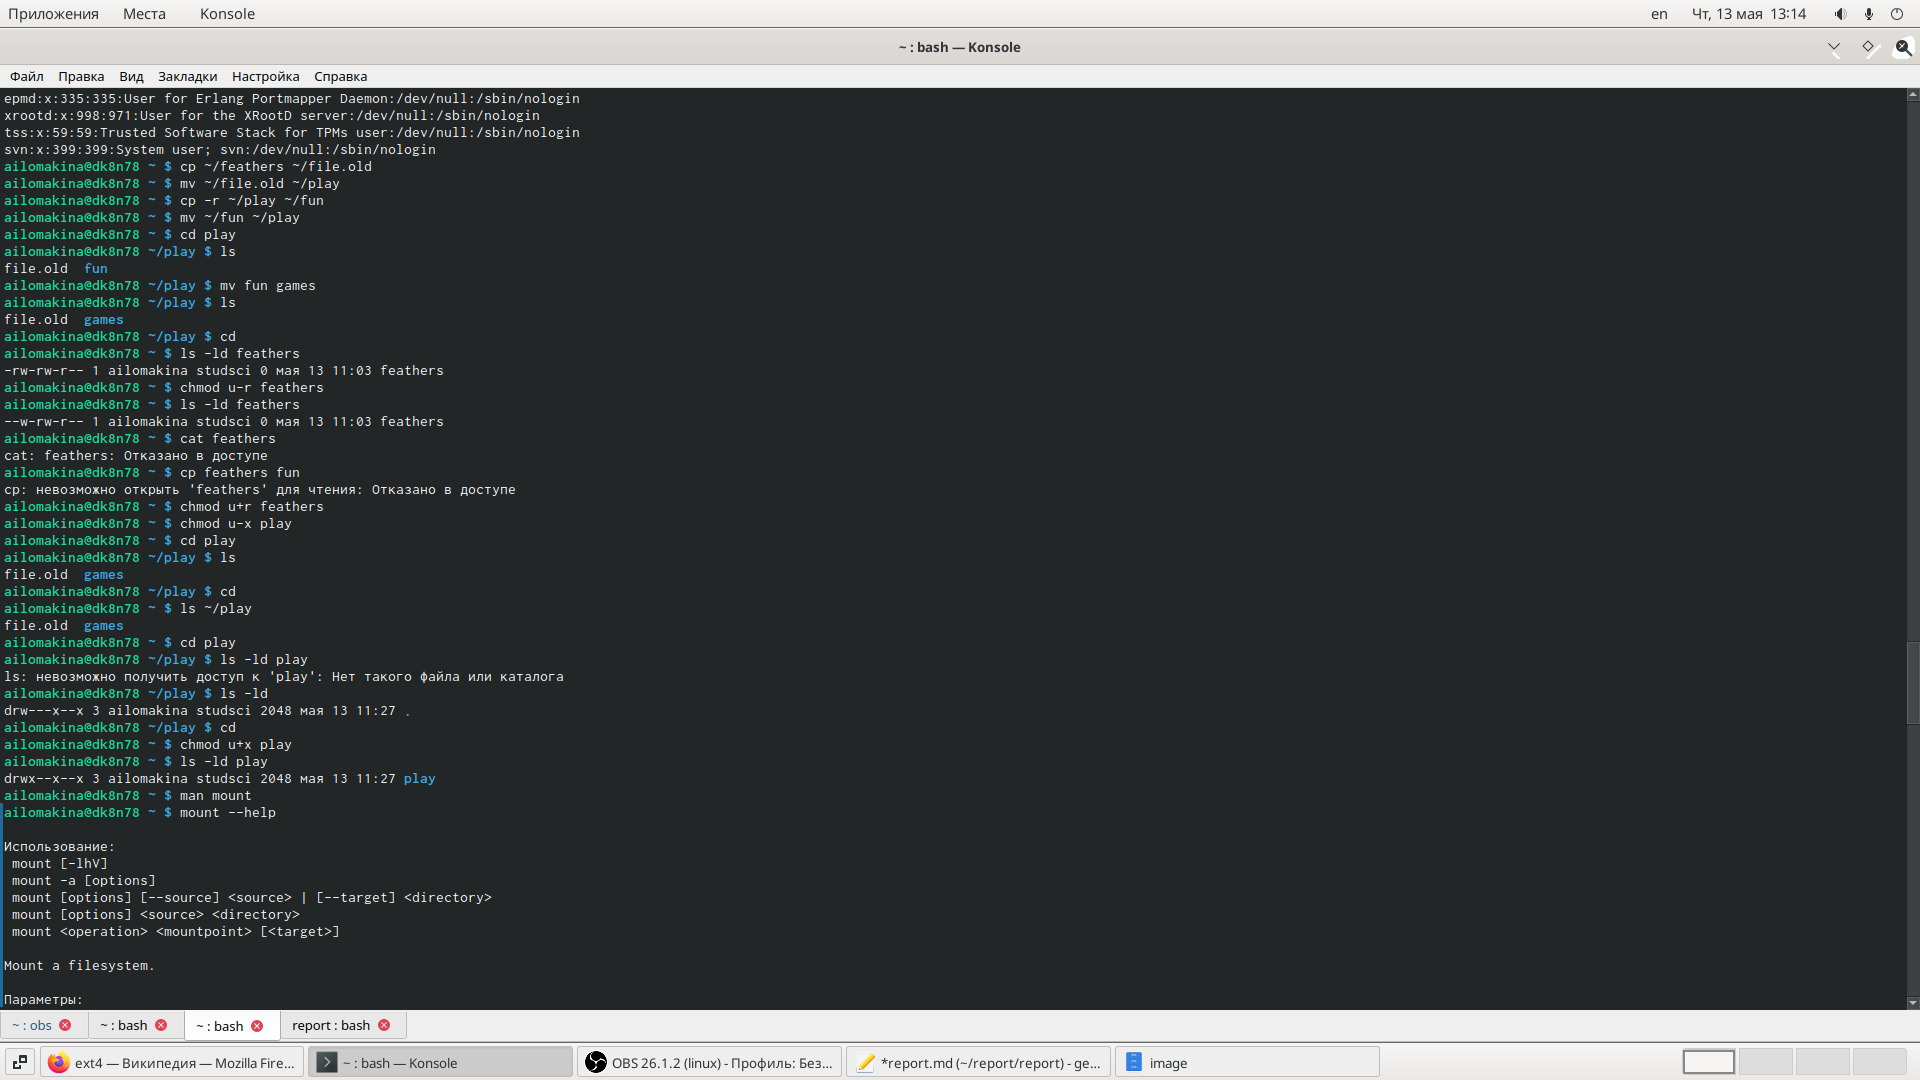 Приложения Места Konsole en Чт, 13 мая 13:14
~ : bash — Konsole
Файл Правка Вид Закладки Настройка Справка
epmd:x:335:335:User for Erlang Portmapper Daemon:/dev/null:/sbin/nologin
xrootd:x:998:971:User for the XRootD server:/dev/null:/sbin/nologin
tss:x:59:59:Trusted Software Stack for TPMs user:/dev/null:/sbin/nologin
svn:x:399:399:System user; svn:/dev/null:/sbin/nologin
ailomakina@dk8n78 ~ $ cp ~/feathers ~/file.old
ailomakina@dk8n78 ~ $ mv ~/file.old ~/play
ailomakina@dk8n78 ~ $ cp -r ~/play ~/fun
ailomakina@dk8n78 ~ $ mv ~/fun ~/play
ailomakina@dk8n78 ~ $ cd play
ailomakina@dk8n78 ~/play $ ls
file.old  fun
ailomakina@dk8n78 ~/play $ mv fun games
ailomakina@dk8n78 ~/play $ ls
file.old  games
ailomakina@dk8n78 ~/play $ cd
ailomakina@dk8n78 ~ $ ls -ld feathers
-rw-rw-r-- 1 ailomakina studsci 0 мая 13 11:03 feathers
ailomakina@dk8n78 ~ $ chmod u-r feathers
ailomakina@dk8n78 ~ $ ls -ld feathers
--w-rw-r-- 1 ailomakina studsci 0 мая 13 11:03 feathers
ailomakina@dk8n78 ~ $ cat feathers
cat: feathers: Отказано в доступе
ailomakina@dk8n78 ~ $ cp feathers fun
cp: невозможно открыть 'feathers' для чтения: Отказано в доступе
ailomakina@dk8n78 ~ $ chmod u+r feathers
ailomakina@dk8n78 ~ $ chmod u-x play
ailomakina@dk8n78 ~ $ cd play
ailomakina@dk8n78 ~/play $ ls
file.old  games
ailomakina@dk8n78 ~/play $ cd
ailomakina@dk8n78 ~ $ ls ~/play
file.old  games
ailomakina@dk8n78 ~ $ cd play
ailomakina@dk8n78 ~/play $ ls -ld play
ls: невозможно получить доступ к 'play': Нет такого файла или каталога
ailomakina@dk8n78 ~/play $ ls -ld
drw---x--x 3 ailomakina studsci 2048 мая 13 11:27 .
ailomakina@dk8n78 ~/play $ cd
ailomakina@dk8n78 ~ $ chmod u+x play
ailomakina@dk8n78 ~ $ ls -ld play
drwx--x--x 3 ailomakina studsci 2048 мая 13 11:27 play
ailomakina@dk8n78 ~ $ man mount
ailomakina@dk8n78 ~ $ mount --help
Использование:
mount [-lhV]
mount -a [options]
mount [options] [--source] <source> | [--target] <directory>
mount [options] <source> <directory>
mount <operation> <mountpoint> [<target>]
Mount a filesystem.
Параметры:
~ : obs ~ : bash ~ : bash report : bash
ext4 — Википедия — Mozilla Fire... ~ : bash — Konsole OBS 26.1.2 (linux) - Профиль: Без... *report.md (~/report/report) - ge... image